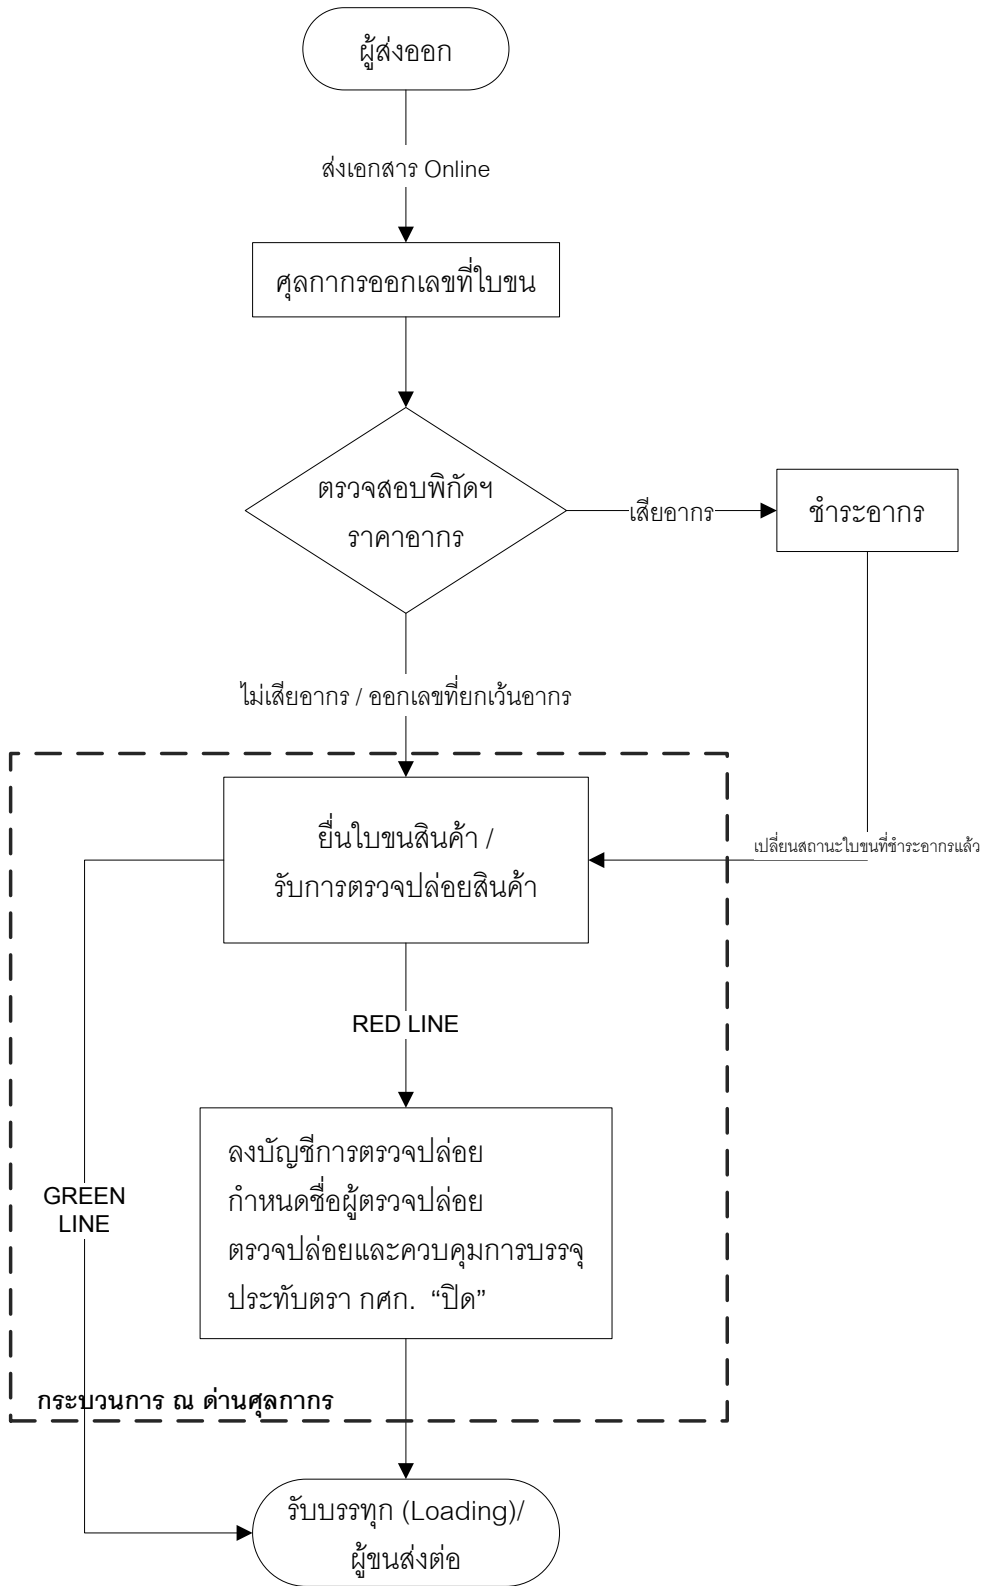 ผู้ส่งออก
ส่งเอกสาร Online
ศุลกากรออกเลขที่ใบขน
ตรวจสอบพิกัดฯ
ราคาอากร
เสียอากร
ชำระอากร
ไม่เสียอากร / ออกเลขที่ยกเว้นอากร
ยื่นใบขนสินค้า /
รับการตรวจปล่อยสินค้า
เปลี่ยนสถานะใบขนที่ชำระอากรแล้ว
RED LINE
GREEN
LINE
ลงบัญชีการตรวจปล่อย
กำหนดชื่อผู้ตรวจปล่อย
ตรวจปล่อยและควบคุมการบรรจุ
ประทับตรา กศก. “ปิด”
กระบวนการ ณ ด่านศุลกากร
รับบรรทุก (Loading)/
ผู้ขนส่งต่อ